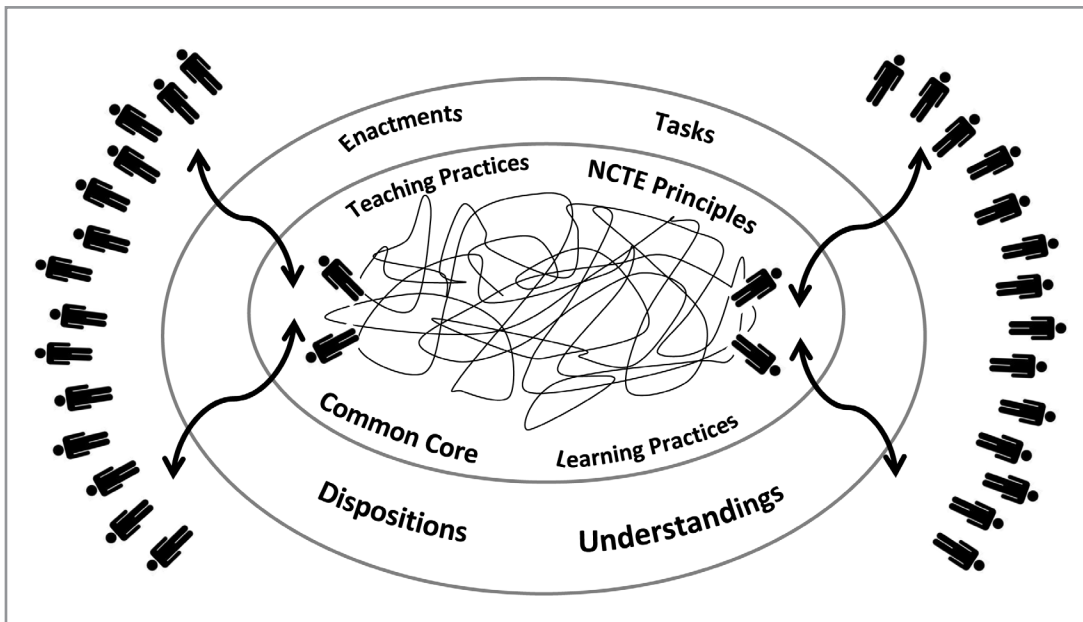 Enactments
Tasks
Teaching Practices
NCTE Principles
Common Core
Learning Practices
Dispositions
Understandings